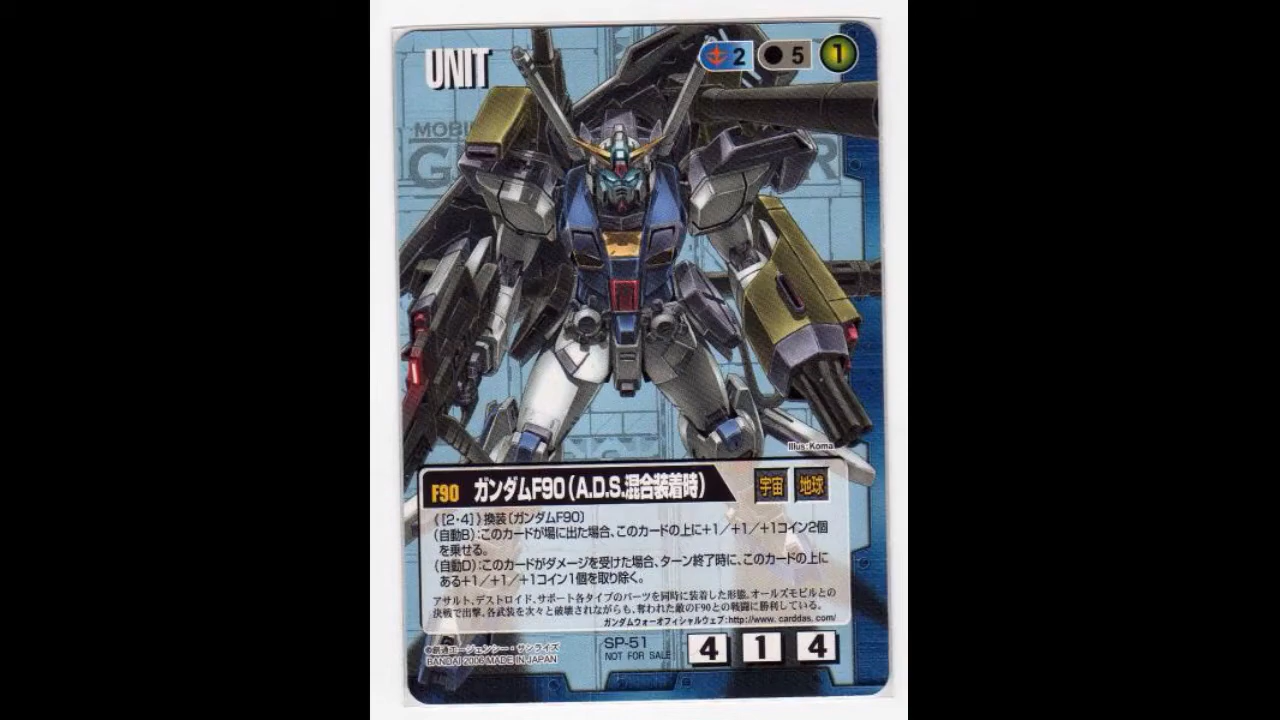 UNIT
2 5 1
F90 ガンダムF90(A.D.S.混合装着時) 宇宙 地球
《[2・4]》換装〔ガンダムF90〕
(自動B):このカードが場に出た場合、このカードの上に+1/+1/+1コイン2個
を乗せる。
(自動D):このカードがダメージを受けた場合、ターン終了時に、このカードの上に
ある+1/+1/+1コイン1個を取り除く。
アサルト、デストロイド、サポート各タイプのパーツを同時に装着した形態。オールズモビルとの
決戦で出撃、各武装を次々と破壊されながらも、奪われた敵のF90との戦闘に勝利している。
ガンダムウォーオフィシャルウェブ:http://www.carddas.com/
Illus:Koma
©創通エージェンシー・サンライズ
BANDAI 2006 MADE IN JAPAN
SP-51
NOT FOR SALE
4 1 4